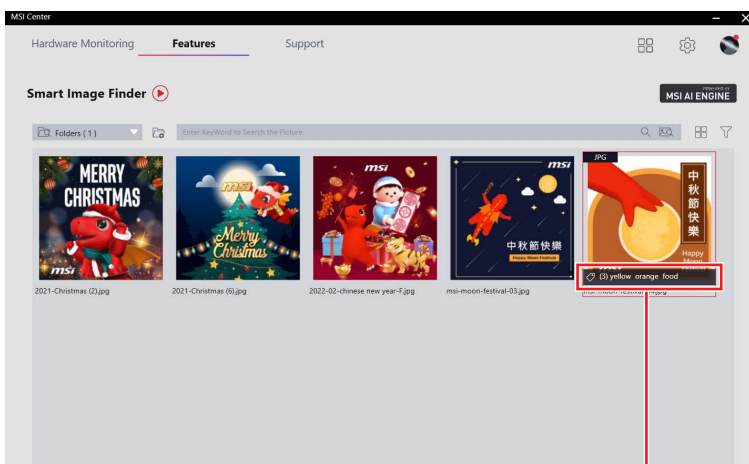 MSI Center
Hardware Monitoring
Features
Support
Smart Image Finder
POWERED BY
MSI AI ENGINE
Folders ( 1 )
Enter KeyWord to Search the Picture
MERRY
CHRISTMAS
msi
msi
Merry
Christmas
msi
msi
中秋節快樂
Happy Moon Festival
JPG
中
秋
節
快
樂
Happy
Moon
(3) yellow orange food
2021-Christmas (2).jpg
2021-Christmas (6).jpg
2022-02-chinese new year-F.jpg
msi-moon-festival-03.jpg